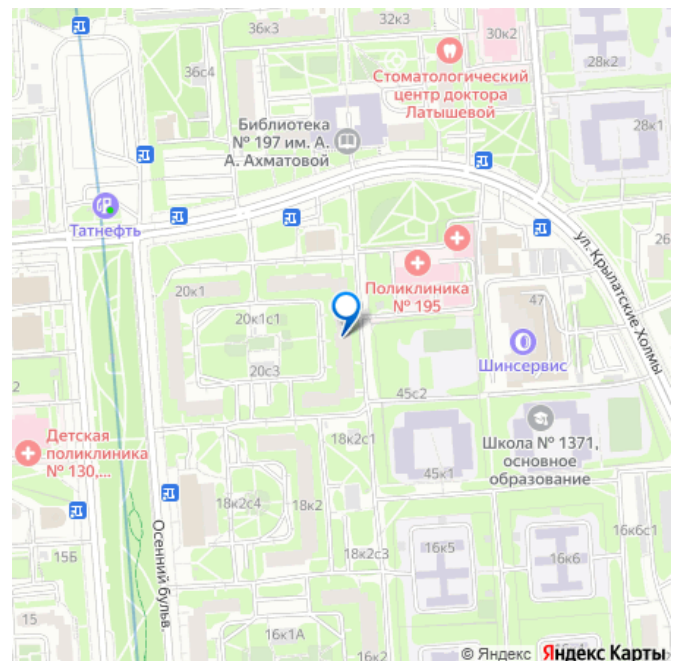 36к3
32к3
30к2
28к2
36с4
Стоматологический
центр доктора
Латышевой
Библиотека
№ 197 им. А.
А. Ахматовой
28к1
Татнефть
ул. Крылатские Холмы
26
Поликлиника
№ 195
20к1
20к1с1
47
Шинсервис
20с3
2
45с2
Детская
поликлиника
№ 130,...
18к2с1
Школа № 1371,
основное
образование
45к1
18к2с4
18к2
Осенний бульв.
16к6с1
15Б
18к2с3
16к5
16к6
15
16к1А
16к2
© Яндекс Яндекс Карты